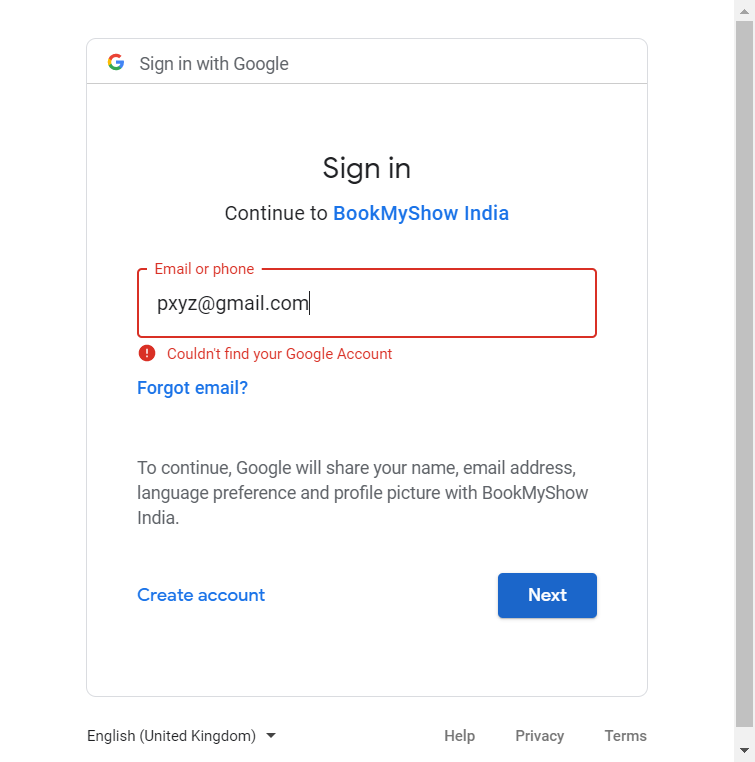 Sign in with Google
Sign in
Continue to BookMyShow India
Email or phone
pxyz@gmail.com
Couldn't find your Google Account
Forgot email?
To continue, Google will share your name, email address,
language preference and profile picture with BookMyShow
India.
Create account
Next
English (United Kingdom)
Help
Privacy
Terms